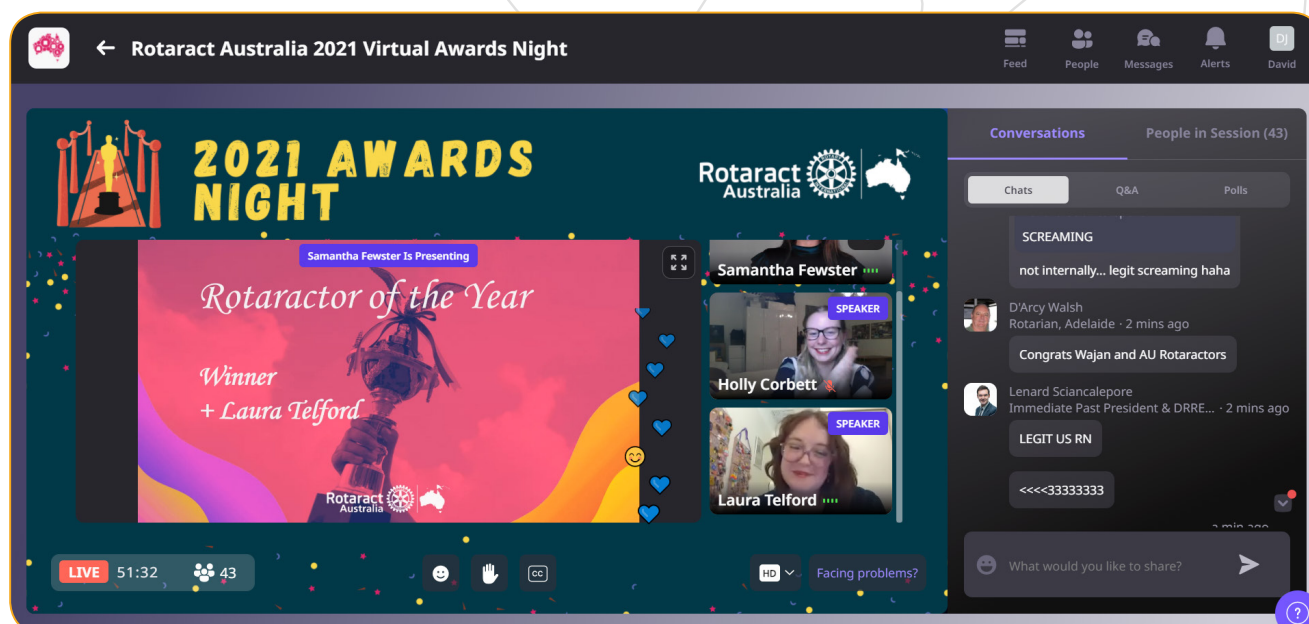 Rotaract Australia 2021 Virtual Awards Night
Feed
People
Messages
Alerts
DJ
David
2021 AWARDS
NIGHT
Rotaract
Australia
Samantha Fewster Is Presenting
Rotaractor of the Year
Winner
+ Laura Telford
Rotaract
Australia
Samantha Fewster
SPEAKER
Holly Corbett
SPEAKER
Laura Telford
LIVE 51:32 43
CC
HD
Facing problems?
Conversations
People in Session (43)
Chats
Q&A
Polls
SCREAMING
not internally... legit screaming haha
D'Arcy Walsh
Rotarian, Adelaide · 2 mins ago
Congrats Wajan and AU Rotaractors
Lenard Sciancalepore
Immediate Past President & DRRE... · 2 mins ago
LEGIT US RN
<<<<33333333
What would you like to share?
?